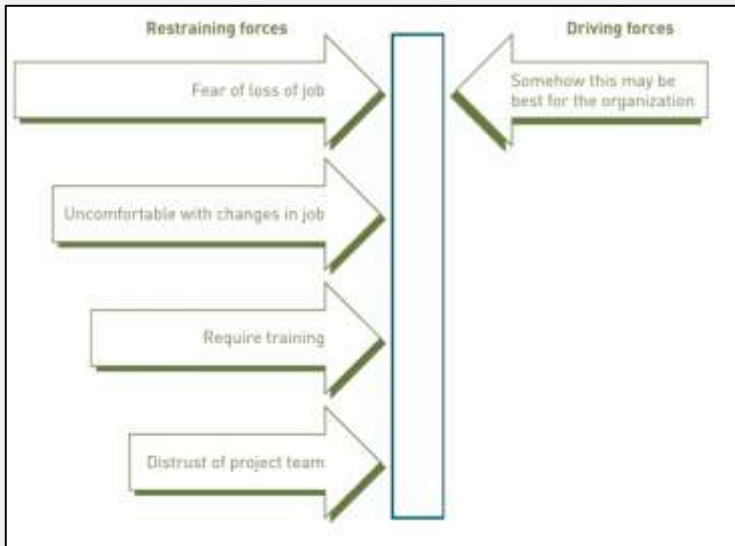 Restraining forces
Driving forces
Fear of loss of job
Somehow this may be
best for the organization
Uncomfortable with changes in job
Require training
Distrust of project team